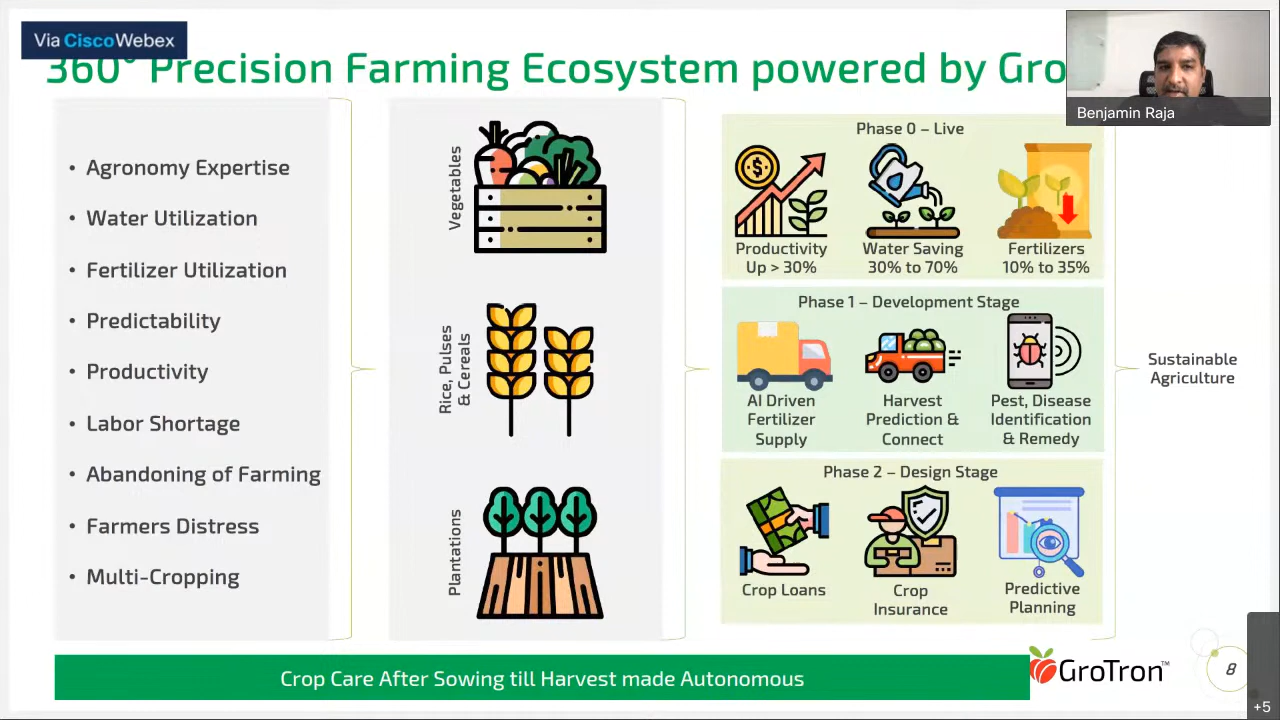 Via Cisco Webex
360° Precision Farming Ecosystem powered by Gro
Benjamin Raja
• Agronomy Expertise
• Water Utilization
• Fertilizer Utilization
• Predictability
• Productivity
• Labor Shortage
• Abandoning of Farming
• Farmers Distress
• Multi-Cropping
Vegetables
Rice, Pulses
& Cereals
Plantations
Phase 0 – Live
Productivity
Up > 30%
Water Saving
30% to 70%
Fertilizers
10% to 35%
Phase 1 – Development Stage
AI Driven
Fertilizer
Supply
Harvest
Prediction &
Connect
Pest, Disease
Identification
& Remedy
Phase 2 – Design Stage
Crop Loans
Crop
Insurance
Predictive
Planning
Sustainable
Agriculture
Crop Care After Sowing till Harvest made Autonomous
GroTron™
8
+5